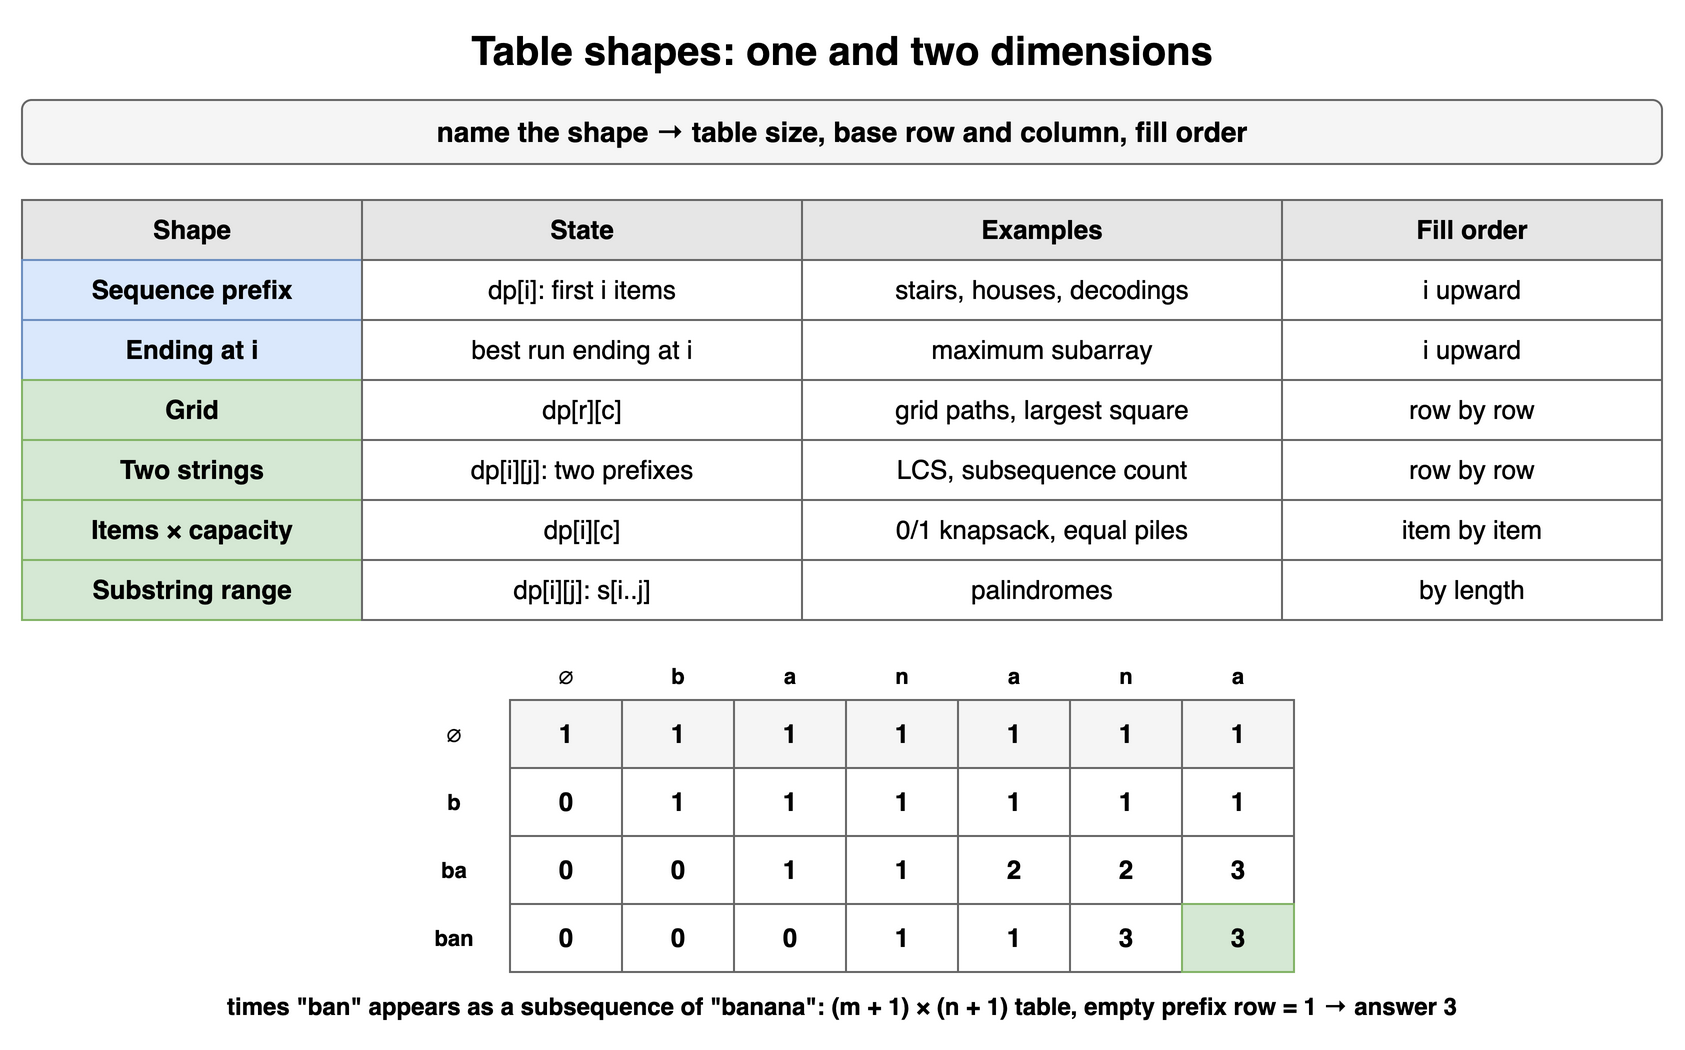 Table shapes: one and two dimensions
name the shape → table size, base row and column, fill order
Shape State Examples Fill order
Sequence prefix dp[i]: first i items stairs, houses, decodings i upward
Ending at i best run ending at i maximum subarray i upward
Grid dp[r][c] grid paths, largest square row by row
Two strings dp[i][j]: two prefixes LCS, subsequence count row by row
Items × capacity dp[i][c] 0/1 knapsack, equal piles item by item
Substring range dp[i][j]: s[i..j] palindromes by length
∅ b a n a n a
∅ 1 1 1 1 1 1 1
b 0 1 1 1 1 1 1
ba 0 0 1 1 2 2 3
ban 0 0 0 1 1 3 3
times "ban" appears as a subsequence of "banana": (m + 1) × (n + 1) table, empty prefix row = 1 → answer 3